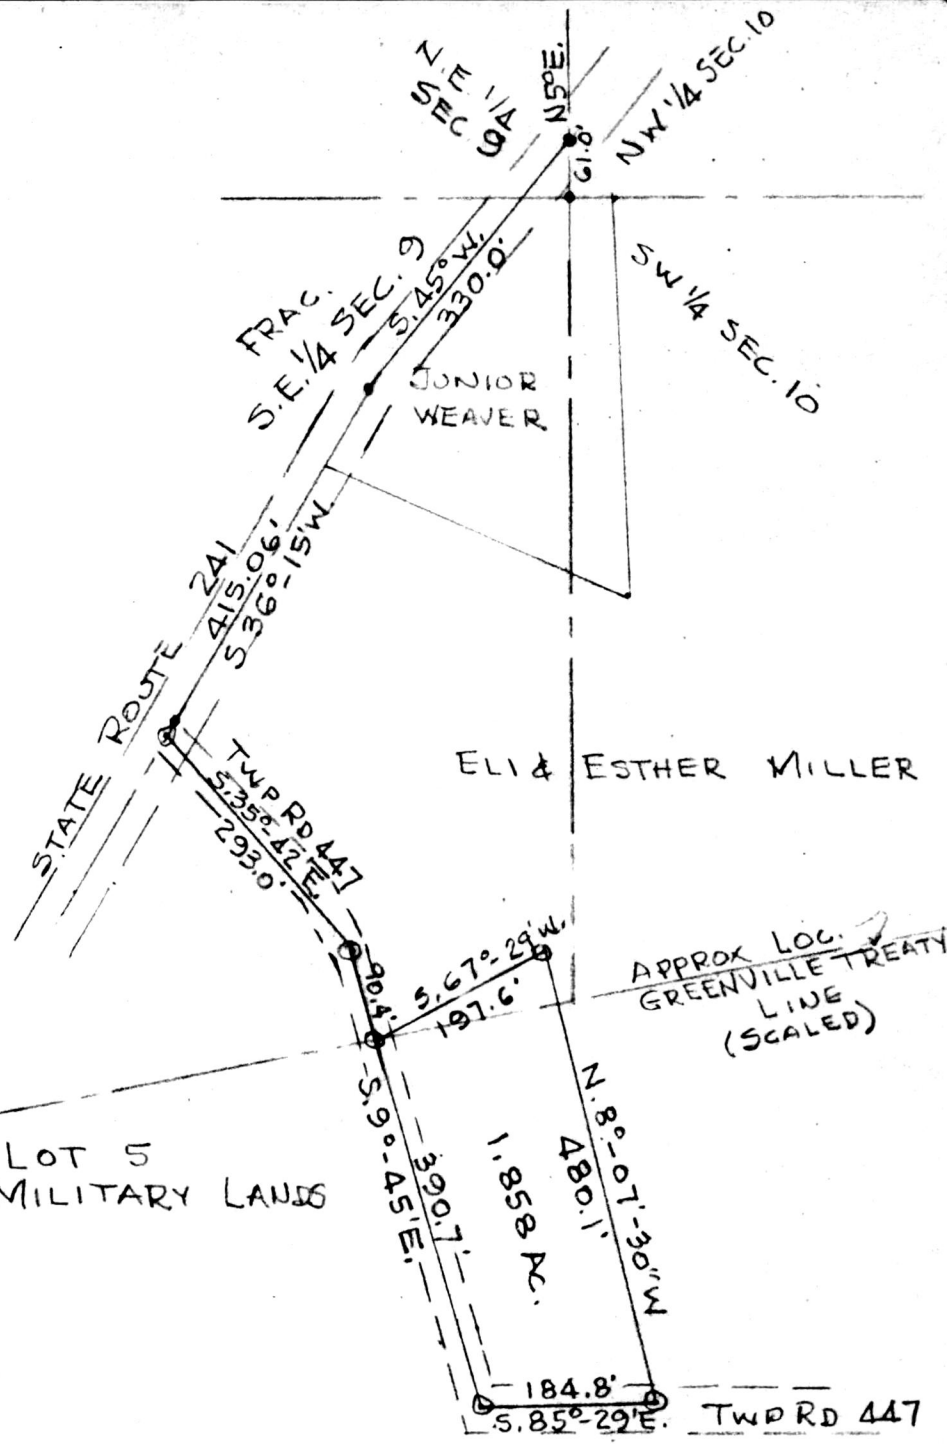 N.E 1/4
SEC. 9
N5°E.
NW 1/4 SEC. 10
61.0'
FRAC.
S.E. 1/4 SEC. 9
S.45°W.
330.0'
SW 1/4 SEC. 10
JUNIOR
WEAVER
STATE ROUTE 241
415.06'
S36°-15'W.
TWP RD 447
S.35°-42'E.
293.0'
ELI & ESTHER MILLER
90.4'
S.67°-29'W.
197.6'
APPROX LOC.
GREENVILLE TREATY
LINE
(SCALED)
LOT 5
MILITARY LANDS
S.9°-45'E.
390.7'
1.858 AC.
N.8°-07'-30"W
480.1'
184.8'
S.85°-29'E.
TWP RD 447